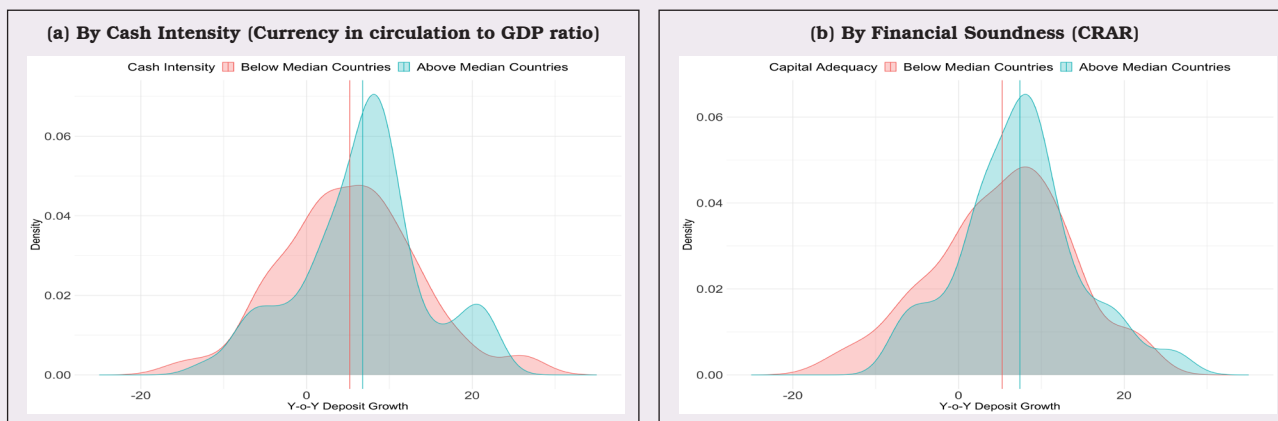 (a) By Cash Intensity (Currency in circulation to GDP ratio)
Cash Intensity Below Median Countries Above Median Countries
0.06
0.04
0.02
0.00
Density
-20 0 20
Y-o-Y Deposit Growth
(b) By Financial Soundness (CRAR)
Capital Adequacy Below Median Countries Above Median Countries
0.06
0.04
0.02
0.00
Density
-20 0 20
Y-o-Y Deposit Growth